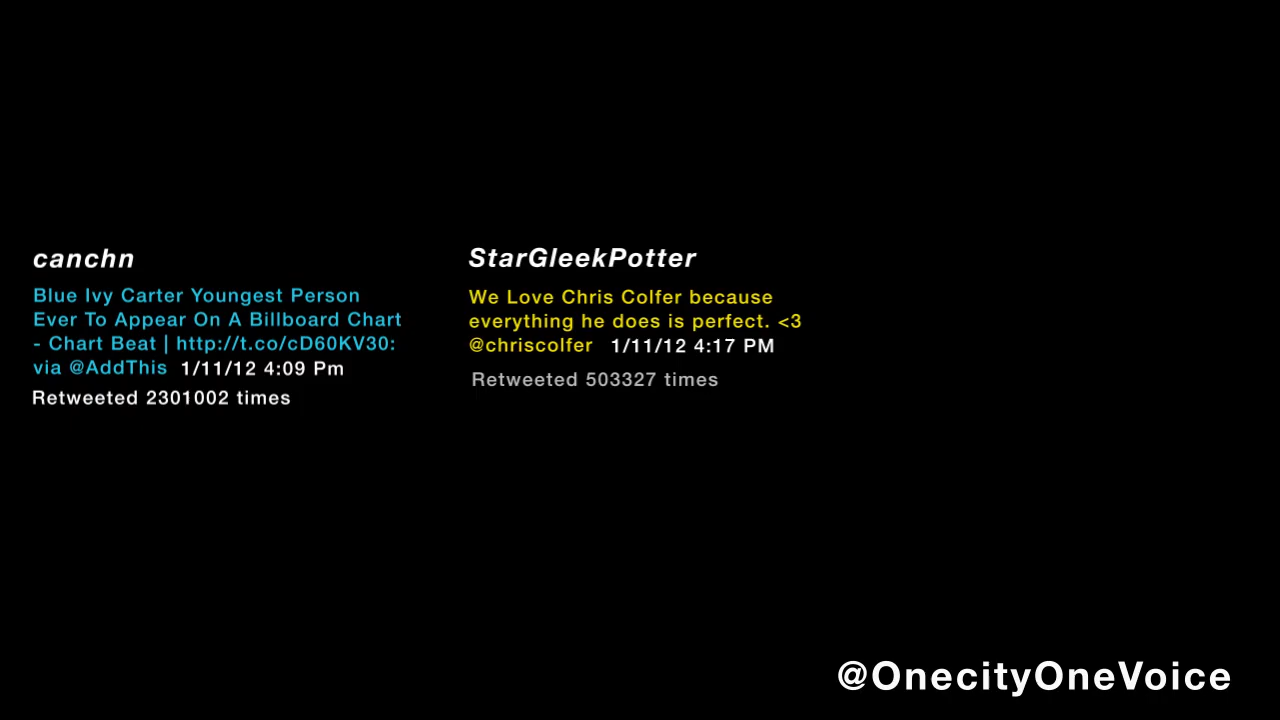 canchn
Blue Ivy Carter Youngest Person
Ever To Appear On A Billboard Chart
- Chart Beat | http://t.co/cD60KV30:
via @AddThis 1/11/12 4:09 Pm
Retweeted 2301002 times
StarGleekPotter
We Love Chris Colfer because
everything he does is perfect. <3
@chriscolfer 1/11/12 4:17 PM
Retweeted 503327 times
@OnecityOneVoice